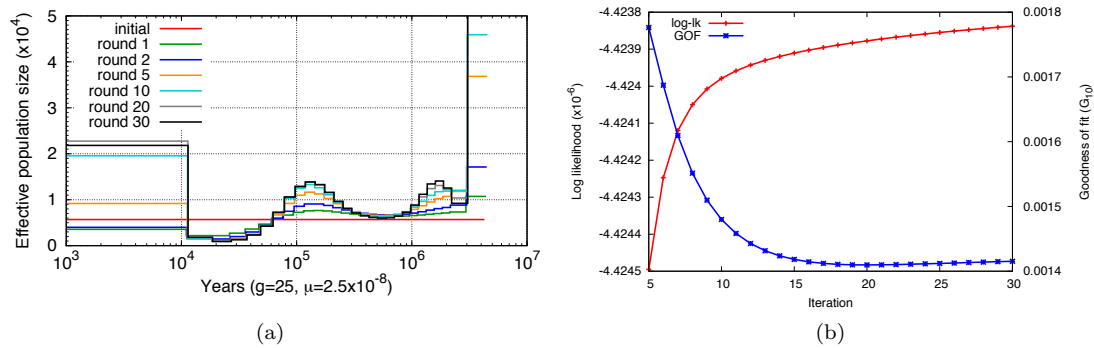 Effective population size (x10⁴)
5
4
3
2
1
0
initial
round 1
round 2
round 5
round 10
round 20
round 30
10³
10⁴
10⁵
10⁶
10⁷
Years (g=25, μ=2.5x10⁻⁸)
(a)
Log likelihood (x10⁻⁶)
-4.4238
-4.4239
-4.424
-4.4241
-4.4242
-4.4243
-4.4244
-4.4245
log-lk
GOF
0.0018
0.0017
0.0016
0.0015
0.0014
Goodness of fit (G₁₀)
5
10
15
20
25
30
Iteration
(b)